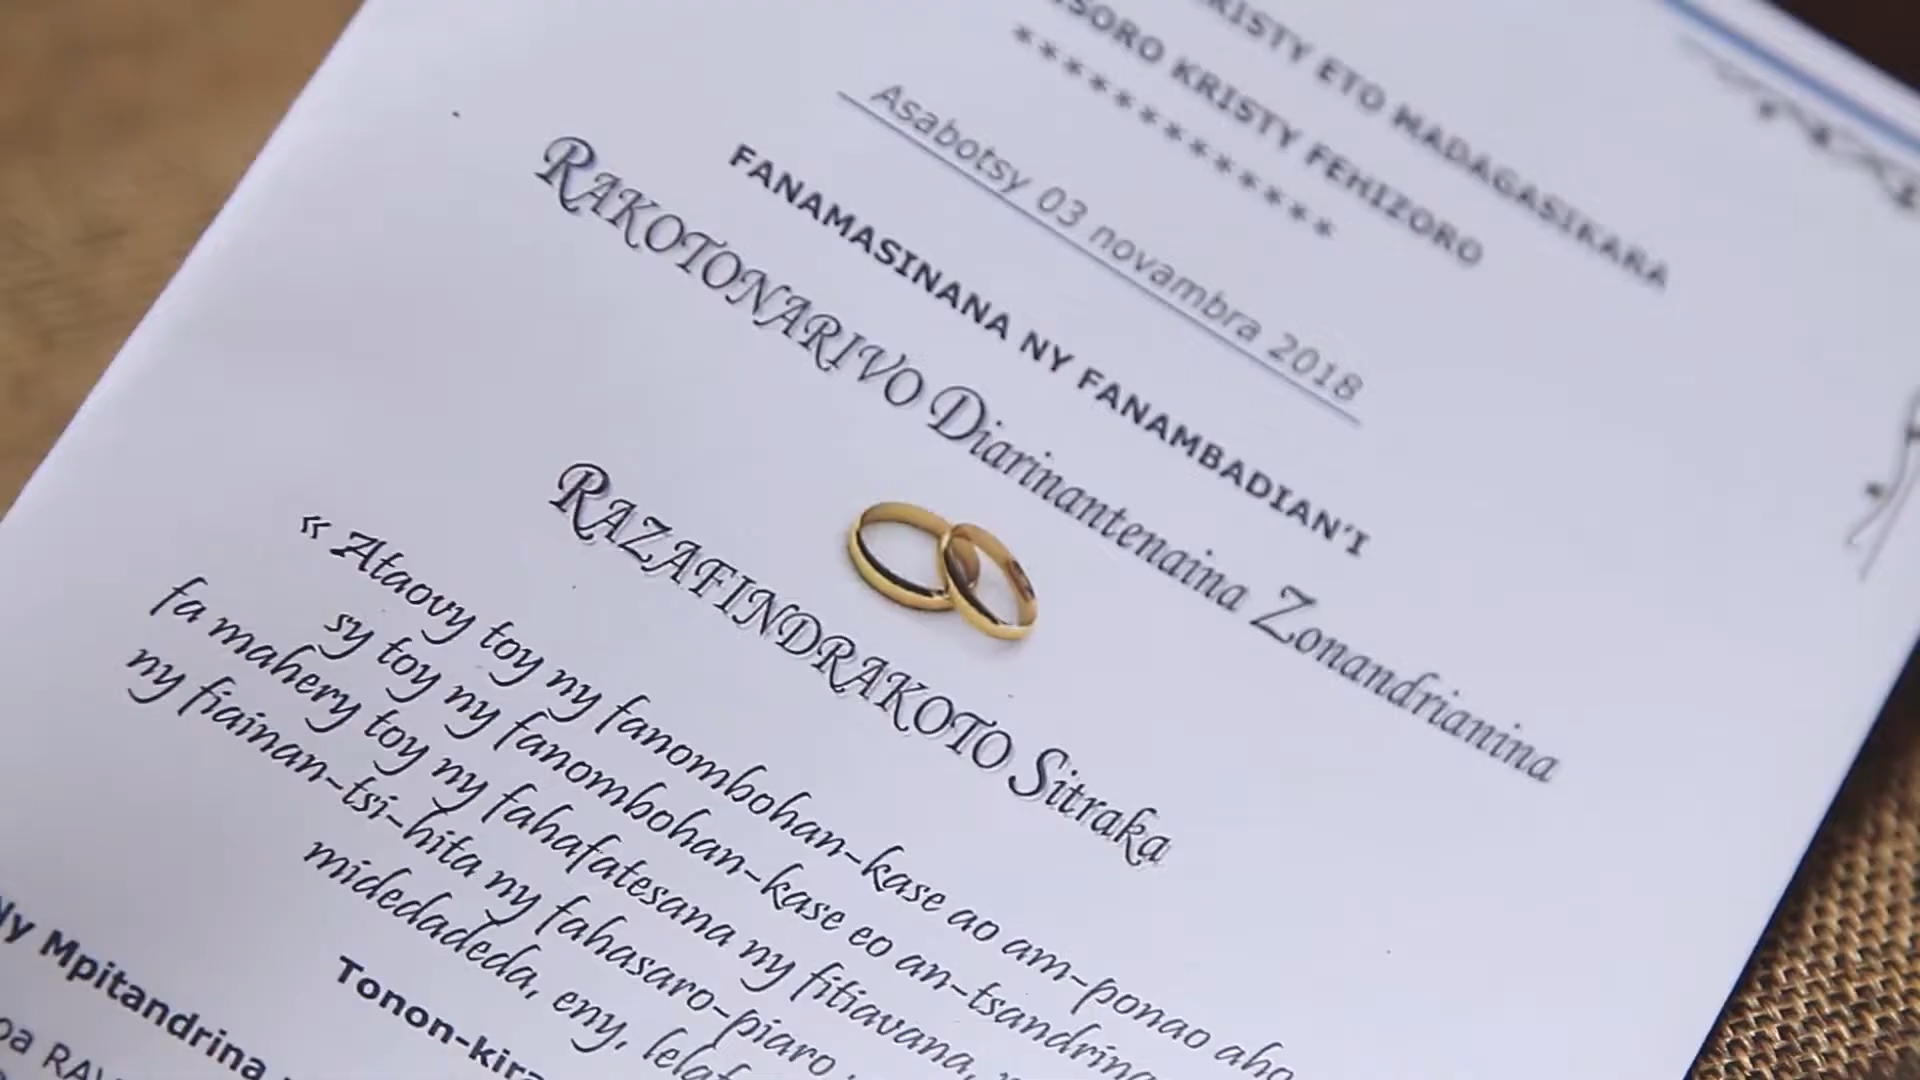 KRISTY ETO MADAGASIKARA
KRISTY FEHIZORO
*************
Asabotsy 03 novambra 2018
FANAMASINANA NY FANAMBADIAN'I
RAKOTONARIVO Diarinantenaina Zonandrianina
RAZAFINDRAKOTO Sitraka
« Ataovy toy ny fanombohan-kase ao am-ponao aho
sy toy ny fanombohan-kase eo an-tsandrin
fa mahery toy ny fahafatesana ny fitiavana,
ny fiainan-tsi-hita ny fahasaro-piaro
midedadeda, eny,
Ny Mpitandrina
Tonon-kira